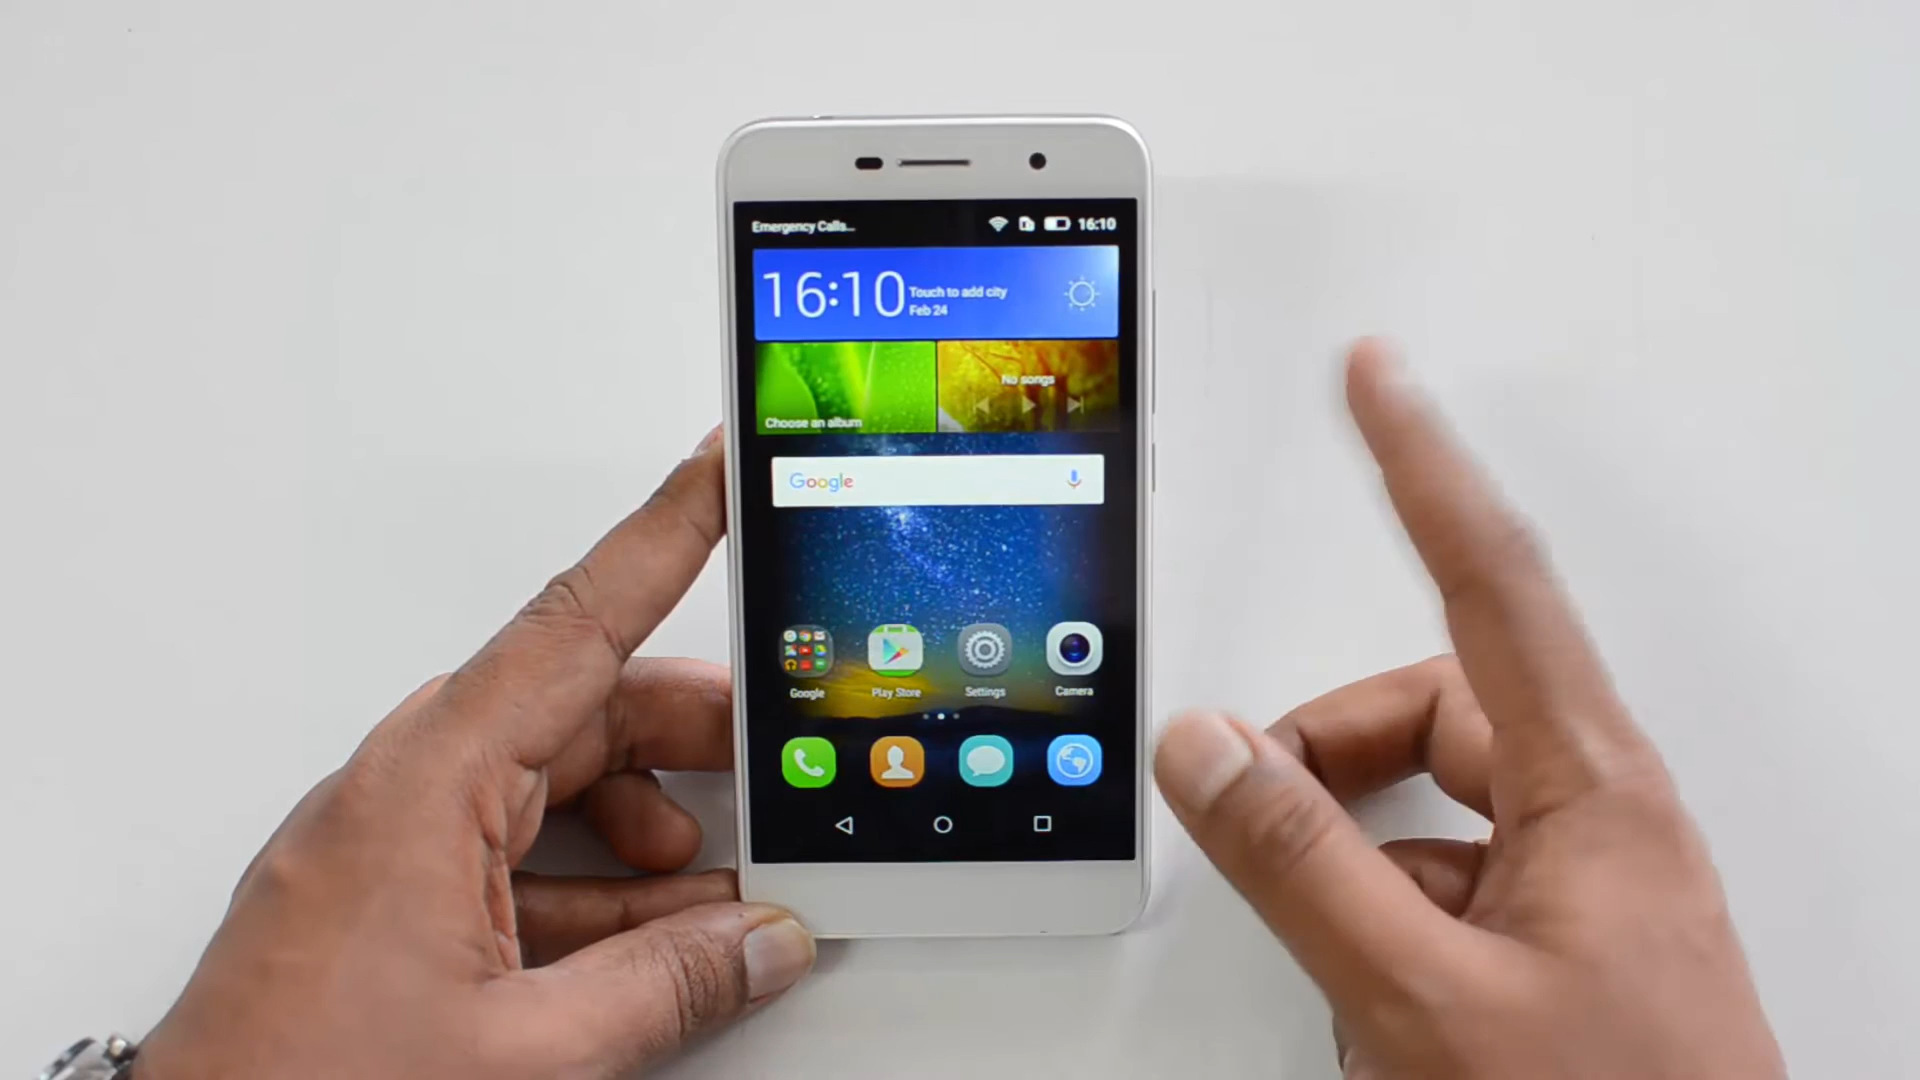 Emergency Calls... 16:10
16:10 Touch to add city
Feb 24
No songs
Choose an album
Google
Google Play Store Settings Camera